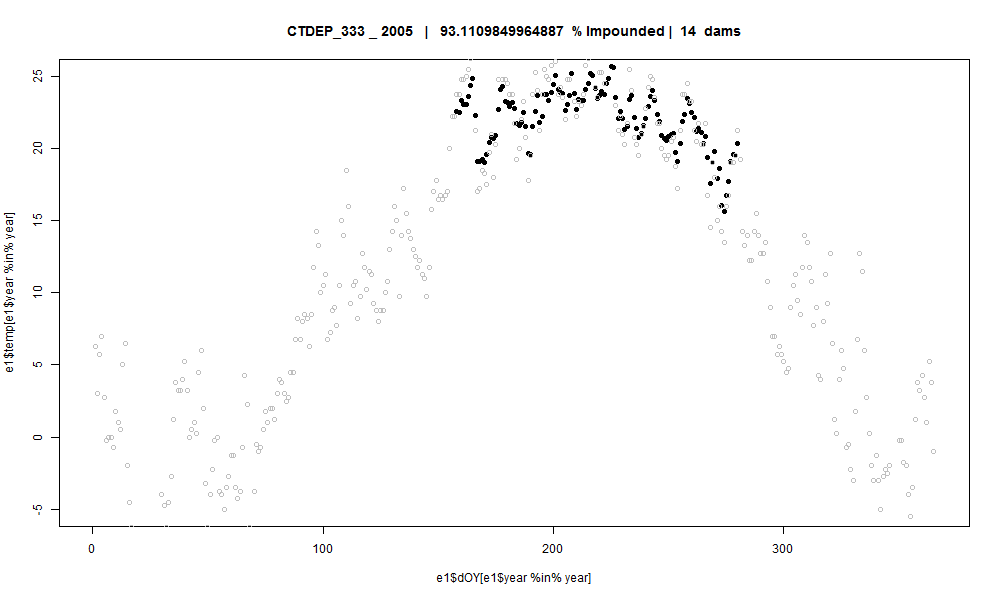 CTDEP_333 _ 2005 | 93.1109849964887 % Impounded | 14 dams
25
20
15
10
5
0
-5
e1$temp[e1$year %in% year]
0 100 200 300
e1$dOY[e1$year %in% year]